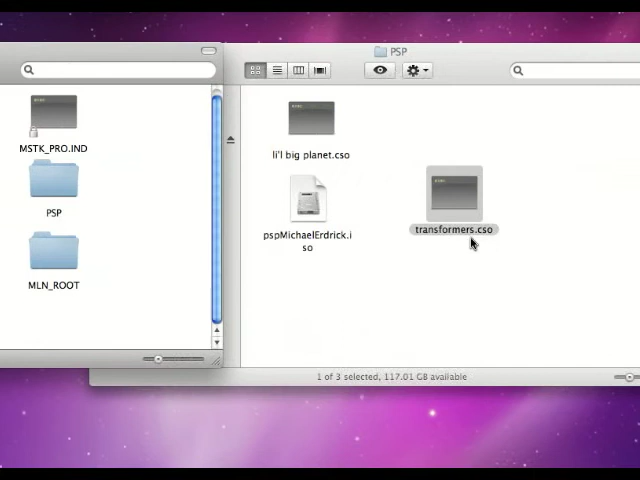 PSP
MSTK_PRO.IND
PSP
MLN_ROOT
li'l big planet.cso
pspMichaelErdrick.i
so
transformers.cso
1 of 3 selected, 117.01 GB available